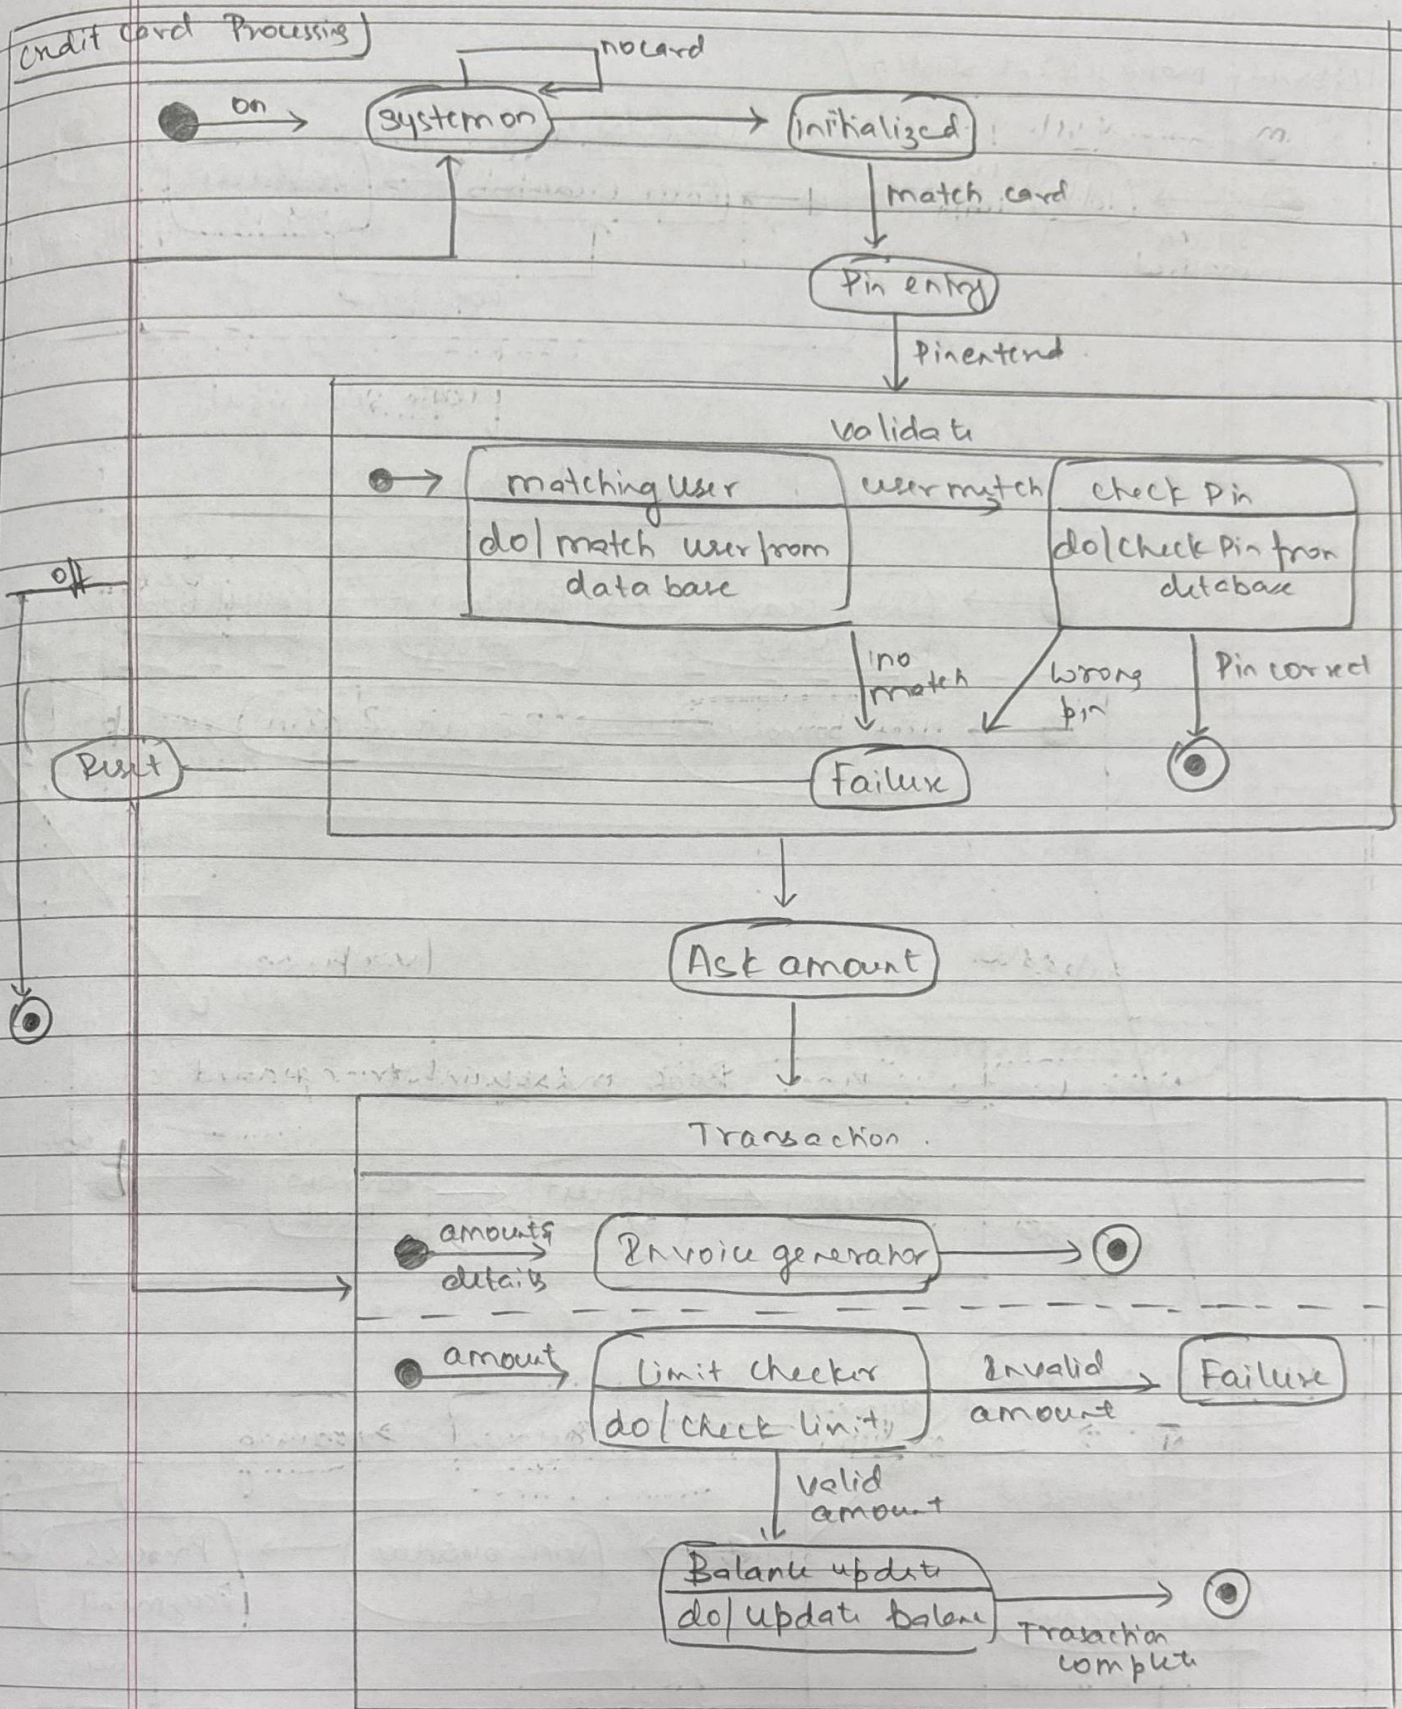 Credit Card Processing
no card
on
system on
initialized
match card
Pin entry
Pin entered
Validate
matching user
user match
check Pin
do/ match user from
data base
do/check Pin from
database
off
no
match
Wrong
pin
Pin correct
Reset
Failure
Ask amount
Transaction
amounts
details
Invoice generator
amount
Limit Checker
do/ check limit
Invalid
amount
Failure
valid
amount
Balance update
do/ update balance
Trasaction
complete